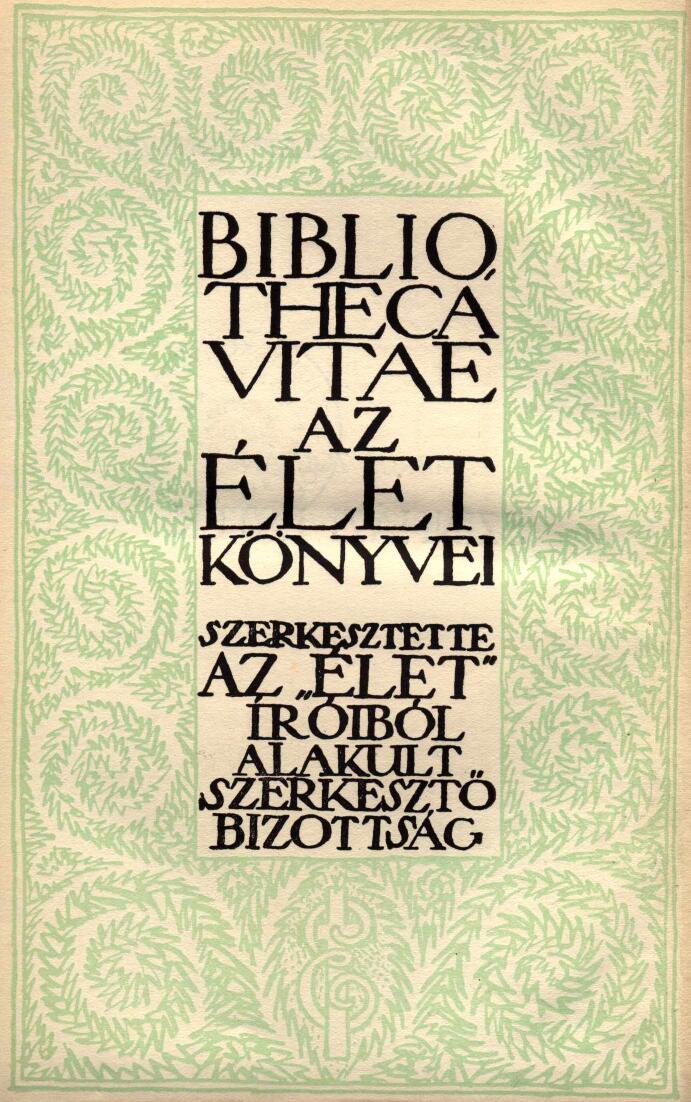 BIBLIO,
THECA
VITAE
AZ
ÉLET
KÖNYVEI
SZERKESZTETTE
AZ „ÉLET”
ÍRÓIBÓL
ALAKULT
SZERKESZTŐ
BIZOTTSÁG